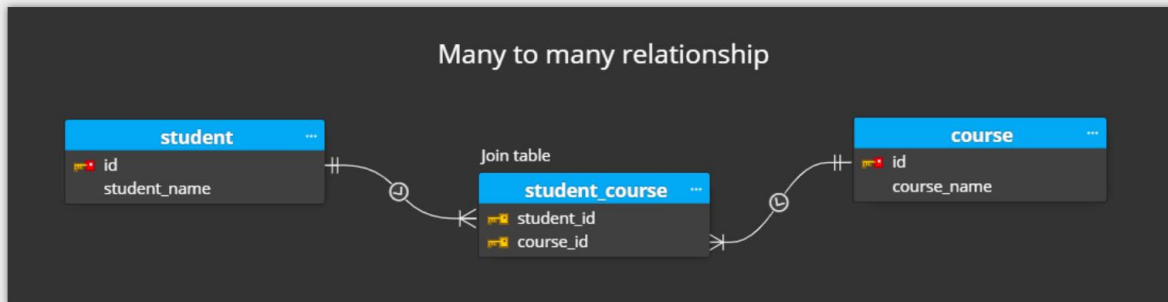 Many to many relationship
student
id
student_name
Join table
student_course
student_id
course_id
course
id
course_name